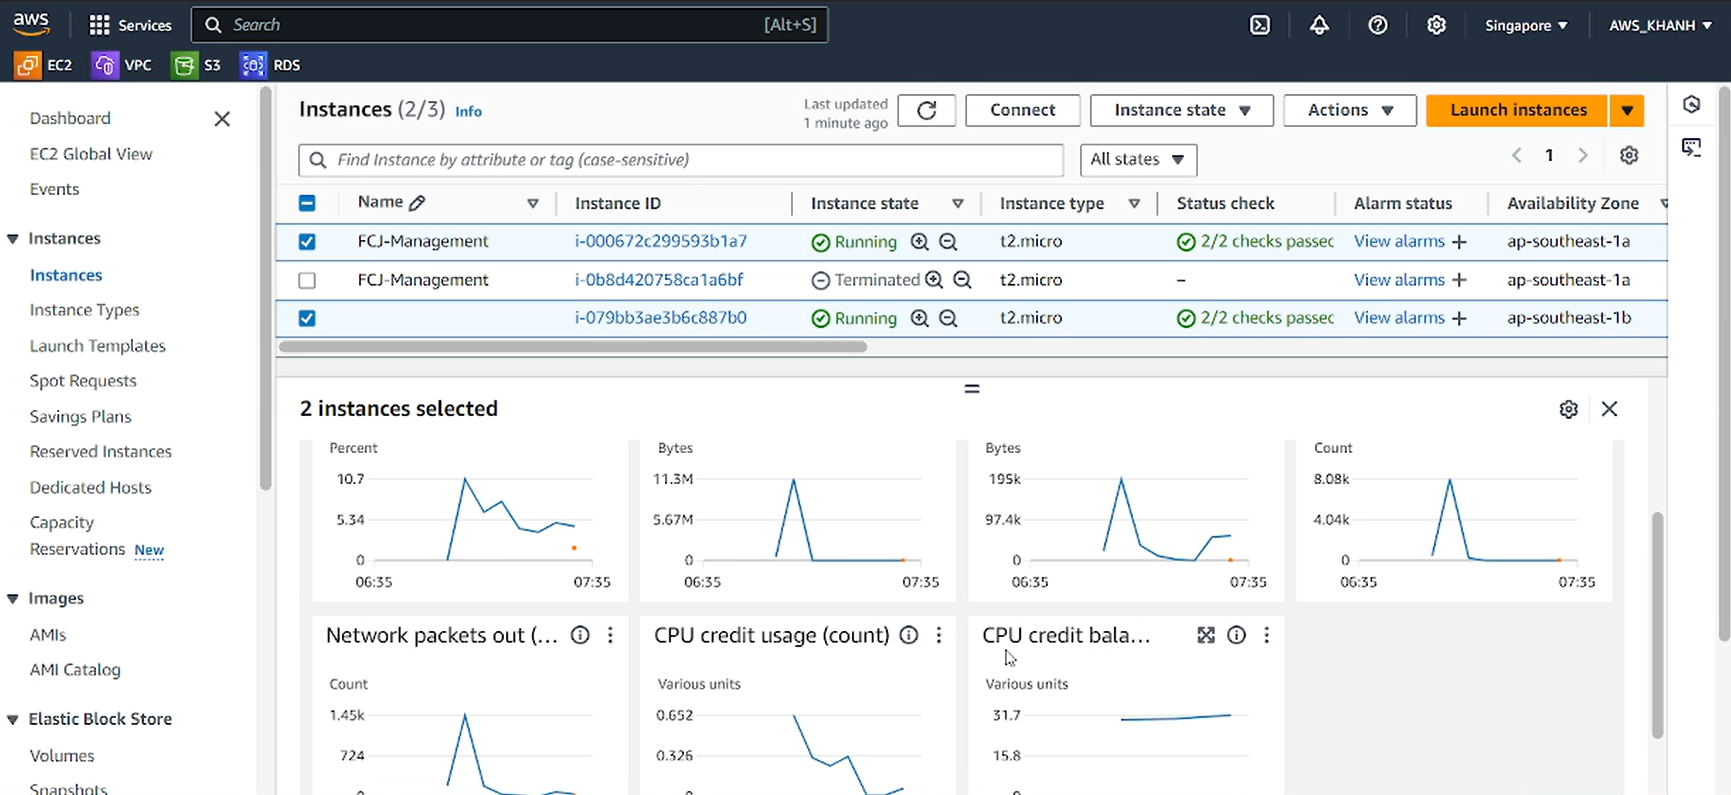 aws
Services
Search
[Alt+S]
Singapore
AWS_KHANH
EC2
VPC
S3
RDS
Dashboard
EC2 Global View
Events
Instances
Instances
Instance Types
Launch Templates
Spot Requests
Savings Plans
Reserved Instances
Dedicated Hosts
Capacity
Reservations New
Images
AMIs
AMI Catalog
Elastic Block Store
Volumes
Snapshots
Instances (2/3) Info
Last updated
1 minute ago
Connect
Instance state
Actions
Launch instances
Find Instance by attribute or tag (case-sensitive)
All states
1
Name Instance ID Instance state Instance type Status check Alarm status Availability Zone
FCJ-Management i-000672c299593b1a7 Running t2.micro 2/2 checks passec View alarms + ap-southeast-1a
FCJ-Management i-0b8d420758ca1a6bf Terminated t2.micro – View alarms + ap-southeast-1a
i-079bb3ae3b6c887b0 Running t2.micro 2/2 checks passec View alarms + ap-southeast-1b
2 instances selected
Percent
10.7
5.34
0
06:35 07:35
Bytes
11.3M
5.67M
0
06:35 07:35
Bytes
195k
97.4k
0
06:35 07:35
Count
8.08k
4.04k
0
06:35 07:35
Network packets out (...
Count
1.45k
724
CPU credit usage (count)
Various units
0.652
0.326
CPU credit bala...
Various units
31.7
15.8